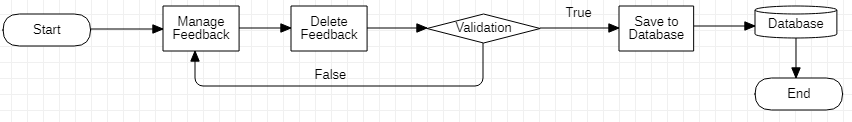 Start
Manage
Feedback
Delete
Feedback
Validation
True
Save to
Database
Database
False
End